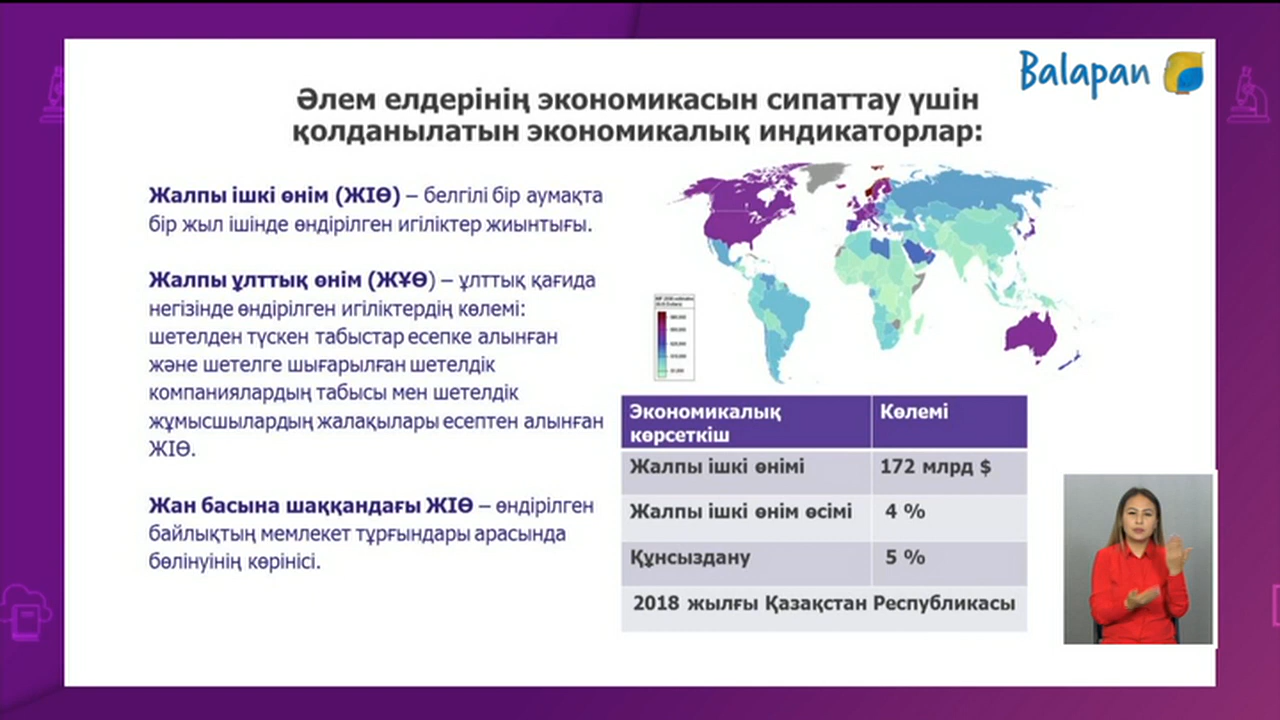 Balapan
Әлем елдерінің экономикасын сипаттау үшін
қолданылатын экономикалық индикаторлар:
Жалпы ішкі өнім (ЖІӨ) – белгілі бір аумақта
бір жыл ішінде өндірілген игіліктер жиынтығы.
Жалпы ұлттық өнім (ЖҰӨ) – ұлттық қағида
негізінде өндірілген игіліктердің көлемі:
шетелден түскен табыстар есепке алынған
және шетелге шығарылған шетелдік
компаниялардың табысы мен шетелдік
жұмысшылардың жалақылары есептен алынған
ЖІӨ.
Жан басына шаққандағы ЖІӨ – өндірілген
байлықтың мемлекет тұрғындары арасында
бөлінуінің көрінісі.
Экономикалық
көрсеткіш
Көлемі
Жалпы ішкі өнімі
172 млрд $
Жалпы ішкі өнім өсімі
4 %
Құнсыздану
5 %
2018 жылғы Қазақстан Республикасы